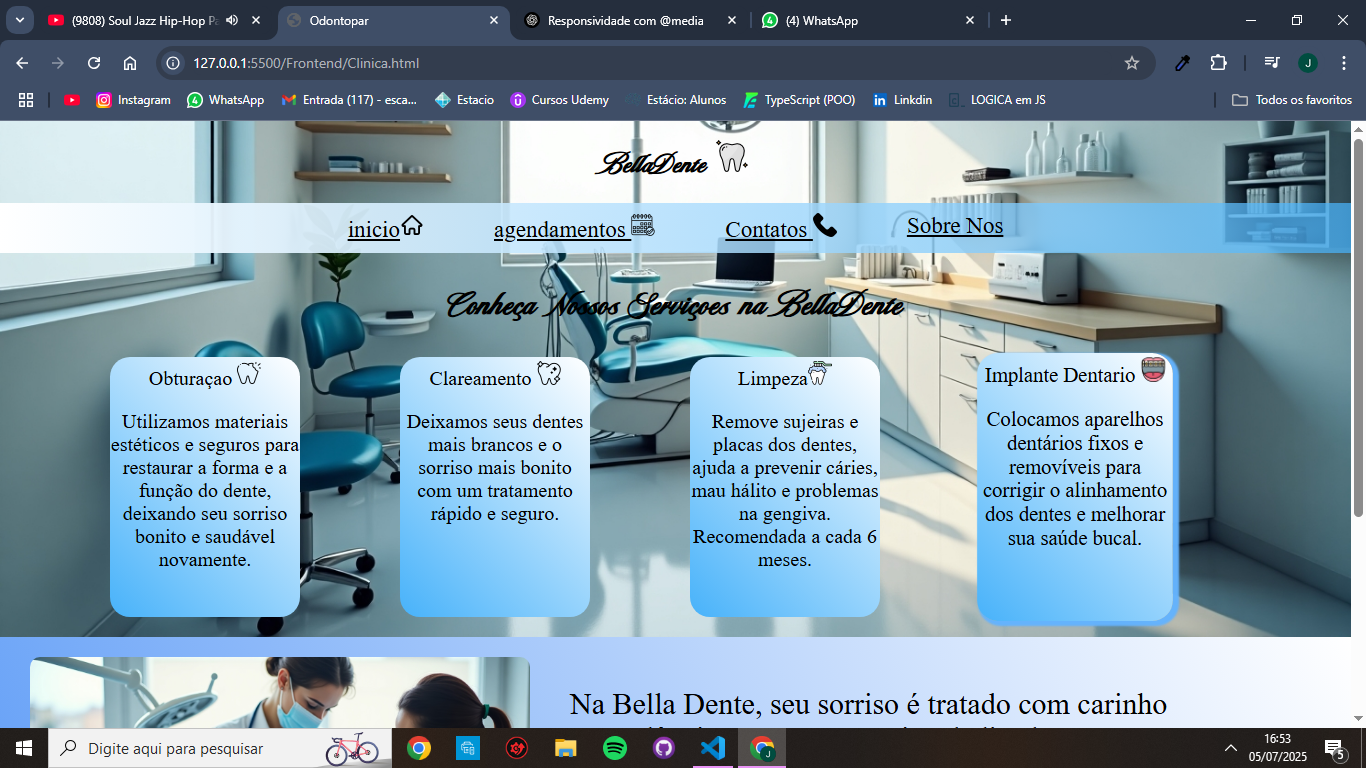 (9808) Soul Jazz Hip-Hop Pa
Odontopar
Responsividade com @media
(4) WhatsApp
127.0.0.1:5500/Frontend/Clinica.html
J
Instagram
WhatsApp
Entrada (117) - esca...
Estacio
Cursos Udemy
Estácio: Alunos
TypeScript (POO)
Linkdin
LOGICA em JS
Todos os favoritos
BellaDente
inicio
agendamentos
Contatos
Sobre Nos
Conheça Nossos Serviçoes na BellaDente
Obturaçao
Utilizamos materiais
estéticos e seguros para
restaurar a forma e a
função do dente,
deixando seu sorriso
bonito e saudável
novamente.
Clareamento
Deixamos seus dentes
mais brancos e o
sorriso mais bonito
com um tratamento
rápido e seguro.
Limpeza
Remove sujeiras e
placas dos dentes,
ajuda a prevenir cáries,
mau hálito e problemas
na gengiva.
Recomendada a cada 6
meses.
Implante Dentario
Colocamos aparelhos
dentários fixos e
removíveis para
corrigir o alinhamento
dos dentes e melhorar
sua saúde bucal.
Na Bella Dente, seu sorriso é tratado com carinho
Digite aqui para pesquisar
J
16:53
05/07/2025
5